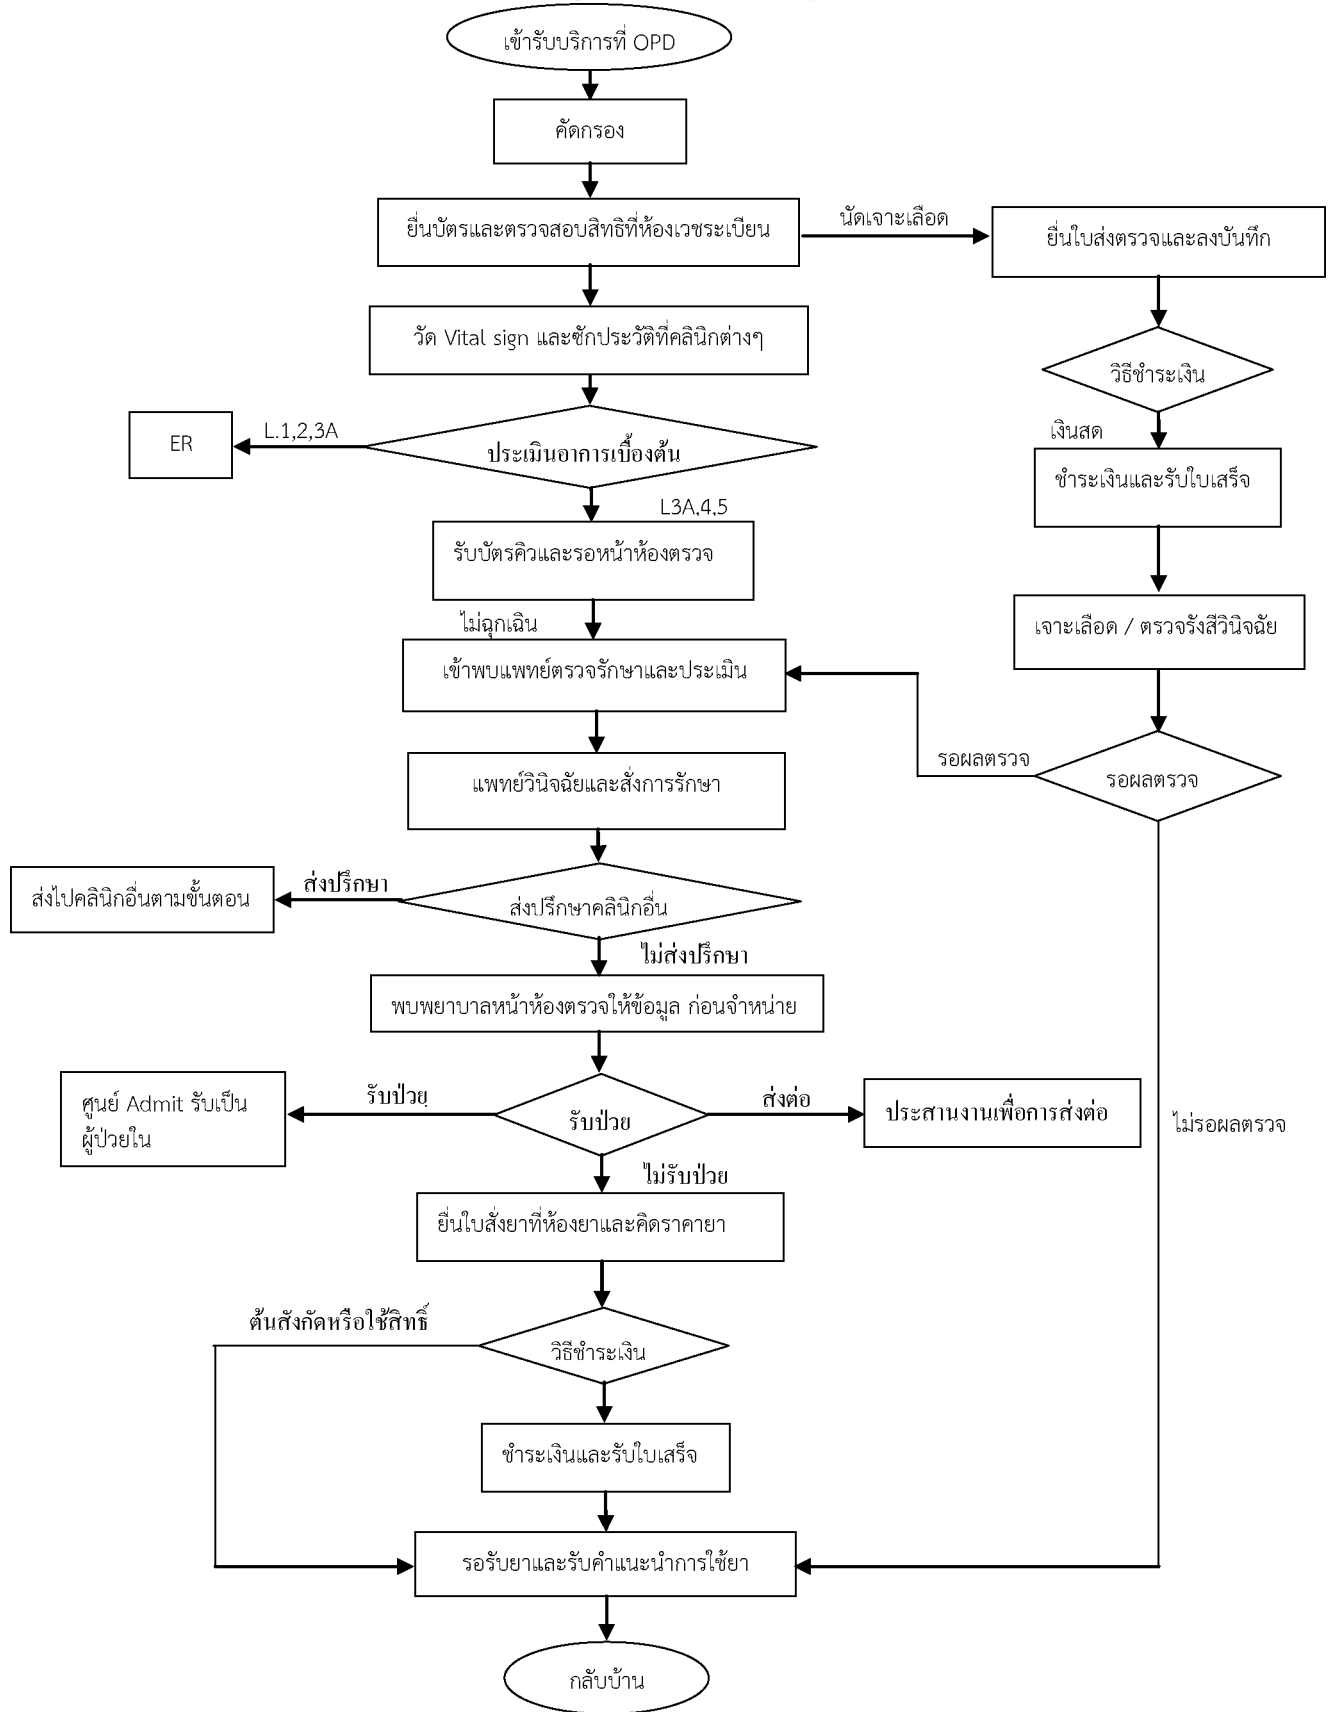 เข้ารับบริการที่ OPD
คัดกรอง
ยื่นบัตรและตรวจสอบสิทธิที่ห้องเวชระเบียน
นัดเจาะเลือด
ยื่นใบส่งตรวจและลงบันทึก
วัด Vital sign และซักประวัติที่คลินิกต่างๆ
วิธีชำระเงิน
ER
L.1,2,3A
ประเมินอาการเบื้องต้น
เงินสด
ชำระเงินและรับใบเสร็จ
L3A,4,5
รับบัตรคิวและรอหน้าห้องตรวจ
ไม่ฉุกเฉิน
เจาะเลือด / ตรวจรังสีวินิจฉัย
เข้าพบแพทย์ตรวจรักษาและประเมิน
รอผลตรวจ
รอผลตรวจ
แพทย์วินิจฉัยและสั่งการรักษา
ส่งไปคลินิกอื่นตามขั้นตอน
ส่งปรึกษา
ส่งปรึกษาคลินิกอื่น
ไม่ส่งปรึกษา
พบพยาบาลหน้าห้องตรวจให้ข้อมูล ก่อนจำหน่าย
ศูนย์ Admit รับเป็น
ผู้ป่วยใน
รับป่วย
รับป่วย
ส่งต่อ
ประสานงานเพื่อการส่งต่อ
ไม่รอผลตรวจ
ไม่รับป่วย
ยื่นใบสั่งยาที่ห้องยาและคิดราคายา
ต้นสังกัดหรือใช้สิทธิ์
วิธีชำระเงิน
ชำระเงินและรับใบเสร็จ
รอรับยาและรับคำแนะนำการใช้ยา
กลับบ้าน